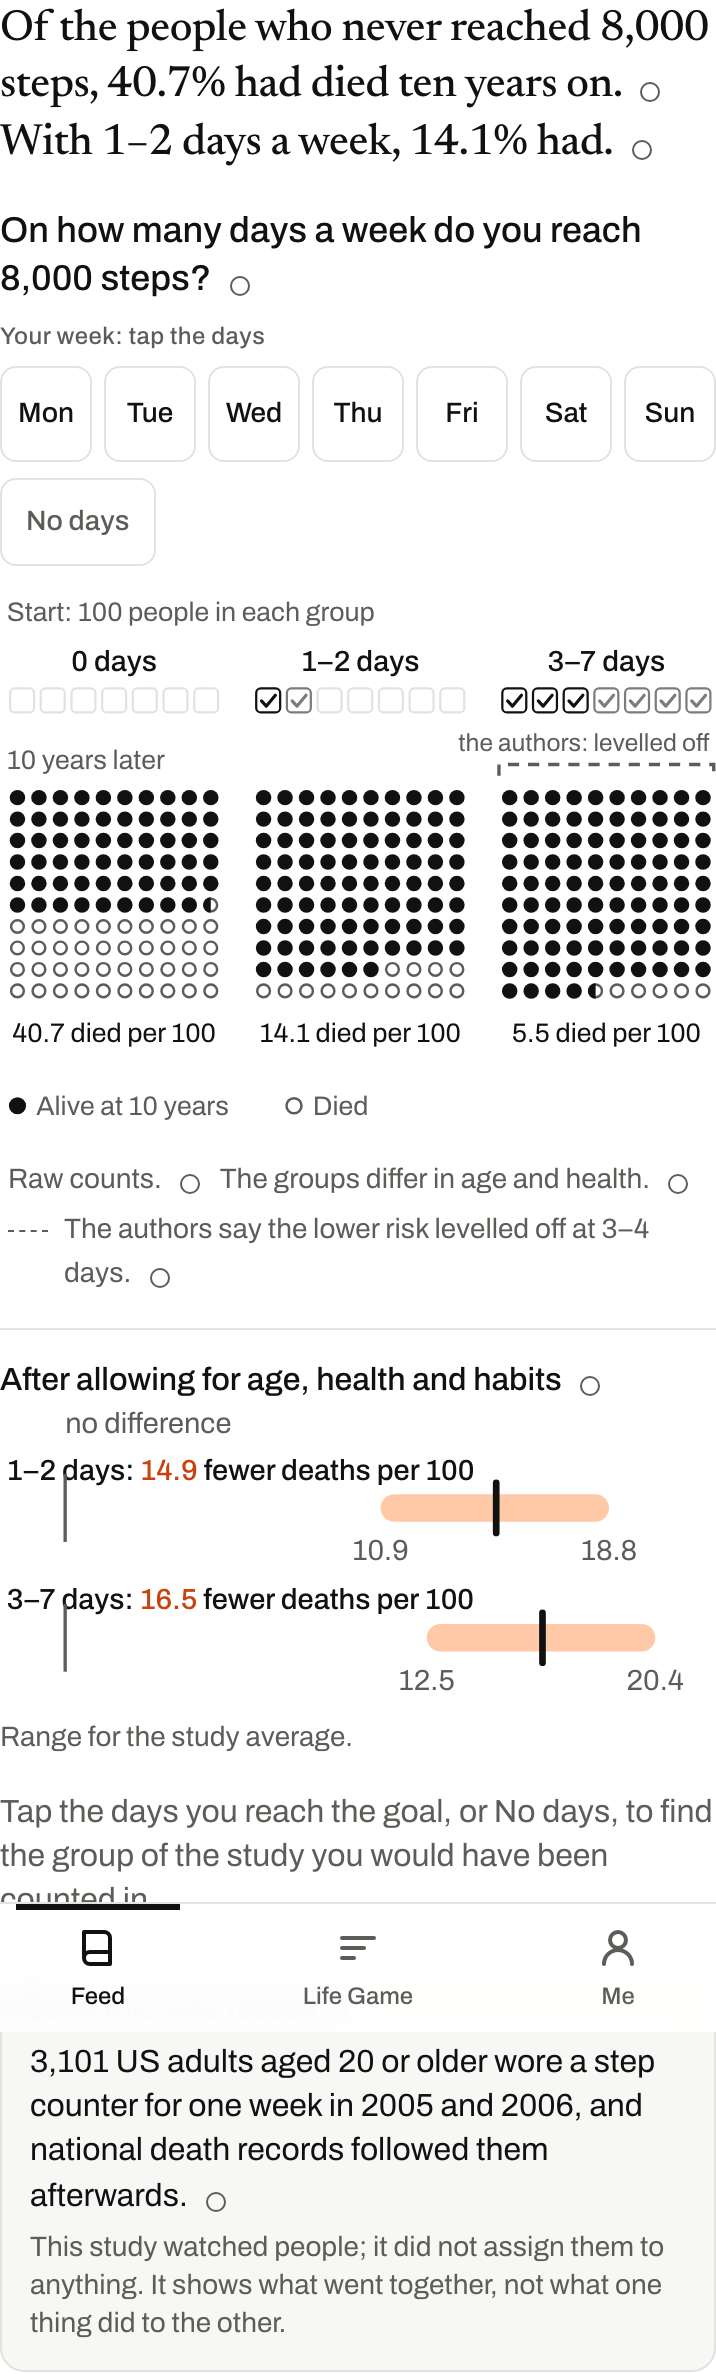 Of the people who never reached 8,000
steps, 40.7% had died ten years on.
With 1–2 days a week, 14.1% had.
On how many days a week do you reach
8,000 steps?
Your week: tap the days
Mon Tue Wed Thu Fri Sat Sun
No days
Start: 100 people in each group
0 days 1–2 days 3–7 days
the authors: levelled off
10 years later
40.7 died per 100 14.1 died per 100 5.5 died per 100
Alive at 10 years Died
Raw counts. The groups differ in age and health.
The authors say the lower risk levelled off at 3–4
days.
After allowing for age, health and habits
no difference
1–2 days: 14.9 fewer deaths per 100
10.9 18.8
3–7 days: 16.5 fewer deaths per 100
12.5 20.4
Range for the study average.
Tap the days you reach the goal, or No days, to find
the group of the study you would have been
counted in
Feed Life Game Me
3,101 US adults aged 20 or older wore a step
counter for one week in 2005 and 2006, and
national death records followed them
afterwards.
This study watched people; it did not assign them to
anything. It shows what went together, not what one
thing did to the other.